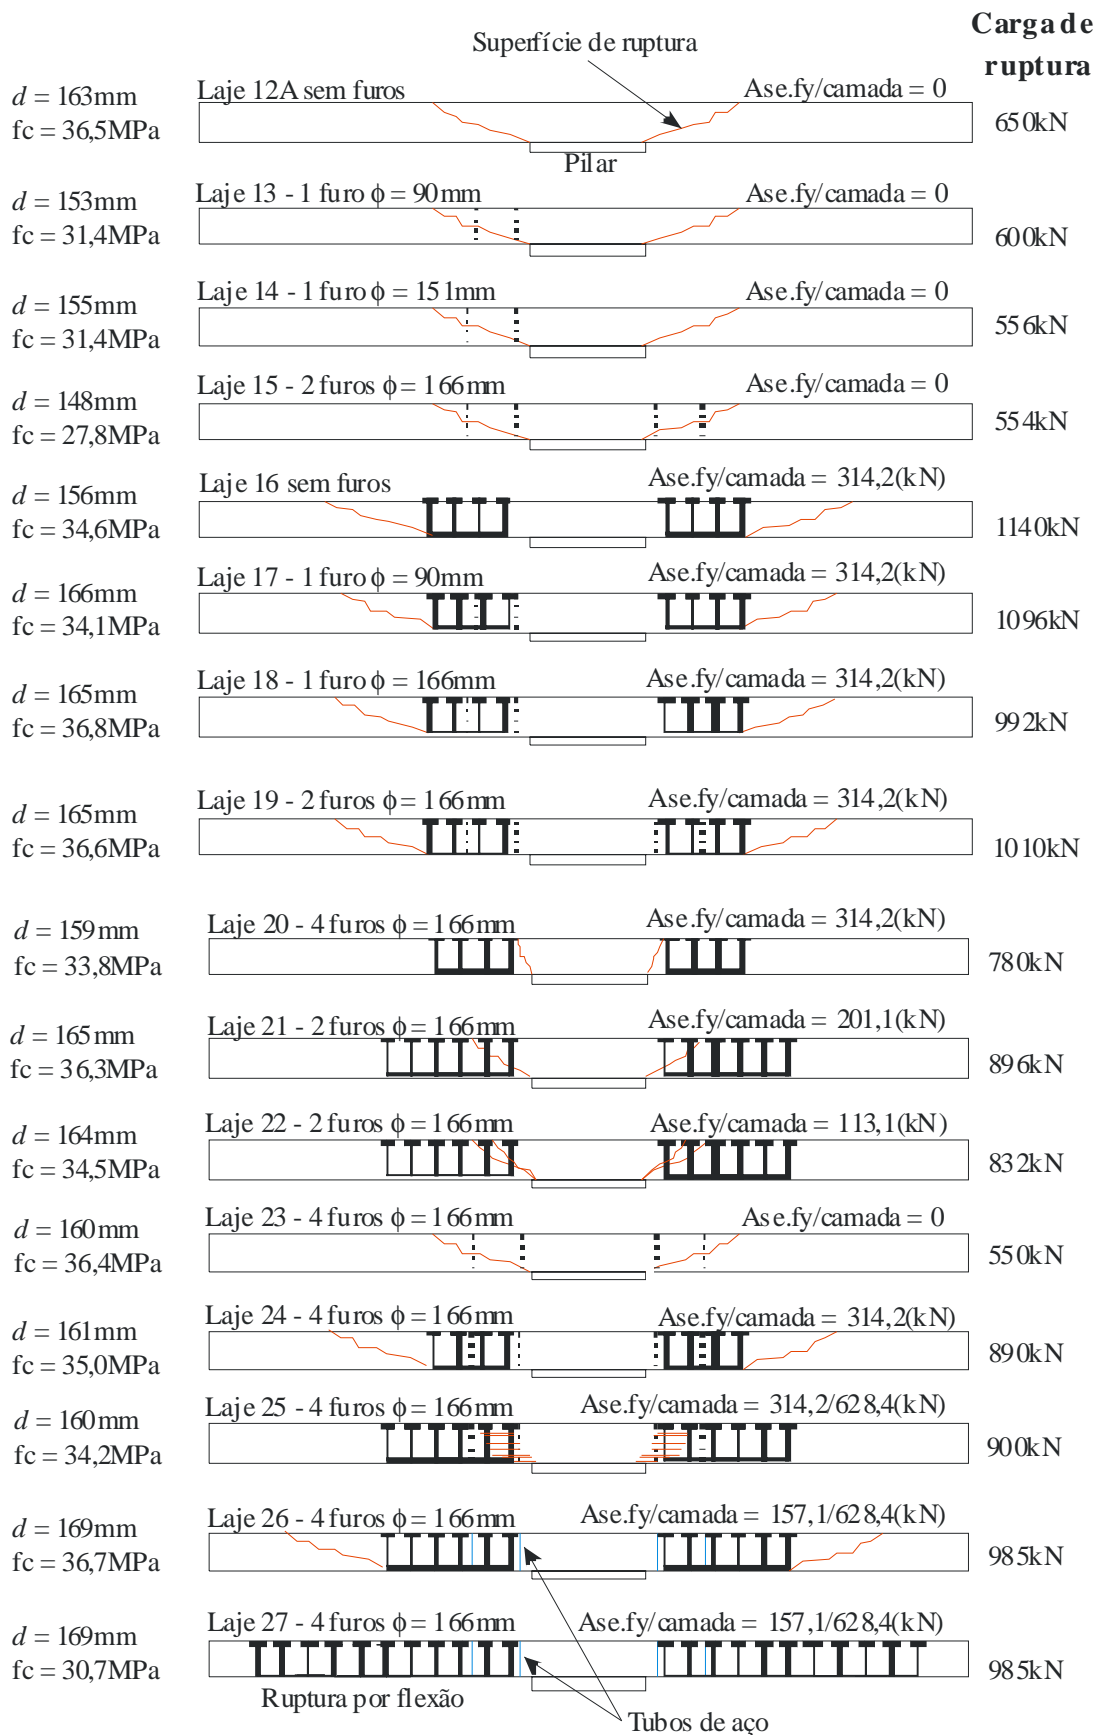 Carga de
ruptura
Superfície de ruptura
d = 163mm
fc = 36,5MPa
Laje 12A sem furos
Ase.fy/camada = 0
650kN
Pilar
d = 153mm
fc = 31,4MPa
Laje 13 - 1 furo ϕ = 90mm
Ase.fy/camada = 0
600kN
d = 155mm
fc = 31,4MPa
Laje 14 - 1 furo ϕ = 151mm
Ase.fy/camada = 0
556kN
d = 148mm
fc = 27,8MPa
Laje 15 - 2 furos ϕ = 166mm
Ase.fy/camada = 0
554kN
d = 156mm
fc = 34,6MPa
Laje 16 sem furos
Ase.fy/camada = 314,2(kN)
1140kN
d = 166mm
fc = 34,1MPa
Laje 17 - 1 furo ϕ = 90mm
Ase.fy/camada = 314,2(kN)
1096kN
d = 165mm
fc = 36,8MPa
Laje 18 - 1 furo ϕ = 166mm
Ase.fy/camada = 314,2(kN)
992kN
d = 165mm
fc = 36,6MPa
Laje 19 - 2 furos ϕ = 166mm
Ase.fy/camada = 314,2(kN)
1010kN
d = 159mm
fc = 33,8MPa
Laje 20 - 4 furos ϕ = 166mm
Ase.fy/camada = 314,2(kN)
780kN
d = 165mm
fc = 36,3MPa
Laje 21 - 2 furos ϕ = 166mm
Ase.fy/camada = 201,1(kN)
896kN
d = 164mm
fc = 34,5MPa
Laje 22 - 2 furos ϕ = 166mm
Ase.fy/camada = 113,1(kN)
832kN
d = 160mm
fc = 36,4MPa
Laje 23 - 4 furos ϕ = 166mm
Ase.fy/camada = 0
550kN
d = 161mm
fc = 35,0MPa
Laje 24 - 4 furos ϕ = 166mm
Ase.fy/camada = 314,2(kN)
890kN
d = 160mm
fc = 34,2MPa
Laje 25 - 4 furos ϕ = 166mm
Ase.fy/camada = 314,2/628,4(kN)
900kN
d = 169mm
fc = 36,7MPa
Laje 26 - 4 furos ϕ = 166mm
Ase.fy/camada = 157,1/628,4(kN)
985kN
d = 169mm
fc = 30,7MPa
Laje 27 - 4 furos ϕ = 166mm
Ase.fy/camada = 157,1/628,4(kN)
985kN
Ruptura por flexão
Tubos de aço